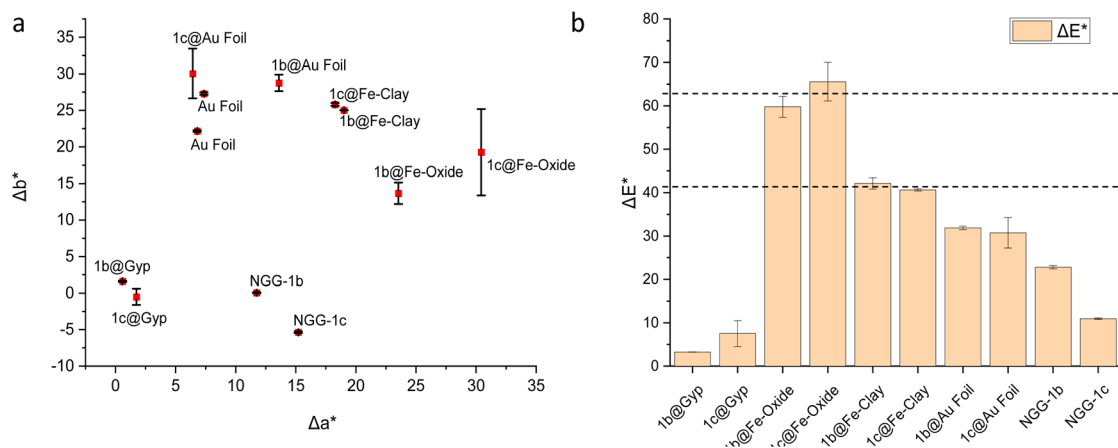 a
35
30
25
20
15
10
5
0
-5
-10
Δb*
1c@Au Foil
Au Foil
Au Foil
1b@Au Foil
1c@Fe-Clay
1b@Fe-Clay
1b@Fe-Oxide
1c@Fe-Oxide
1b@Gyp
1c@Gyp
NGG-1b
NGG-1c
0 5 10 15 20 25 30 35
Δa*
b
80
70
60
50
40
30
20
10
0
ΔE*
ΔE*
1b@Gyp
1c@Gyp
1b@Fe-Oxide
1c@Fe-Oxide
1b@Fe-Clay
1c@Fe-Clay
1b@Au Foil
1c@Au Foil
NGG-1b
NGG-1c